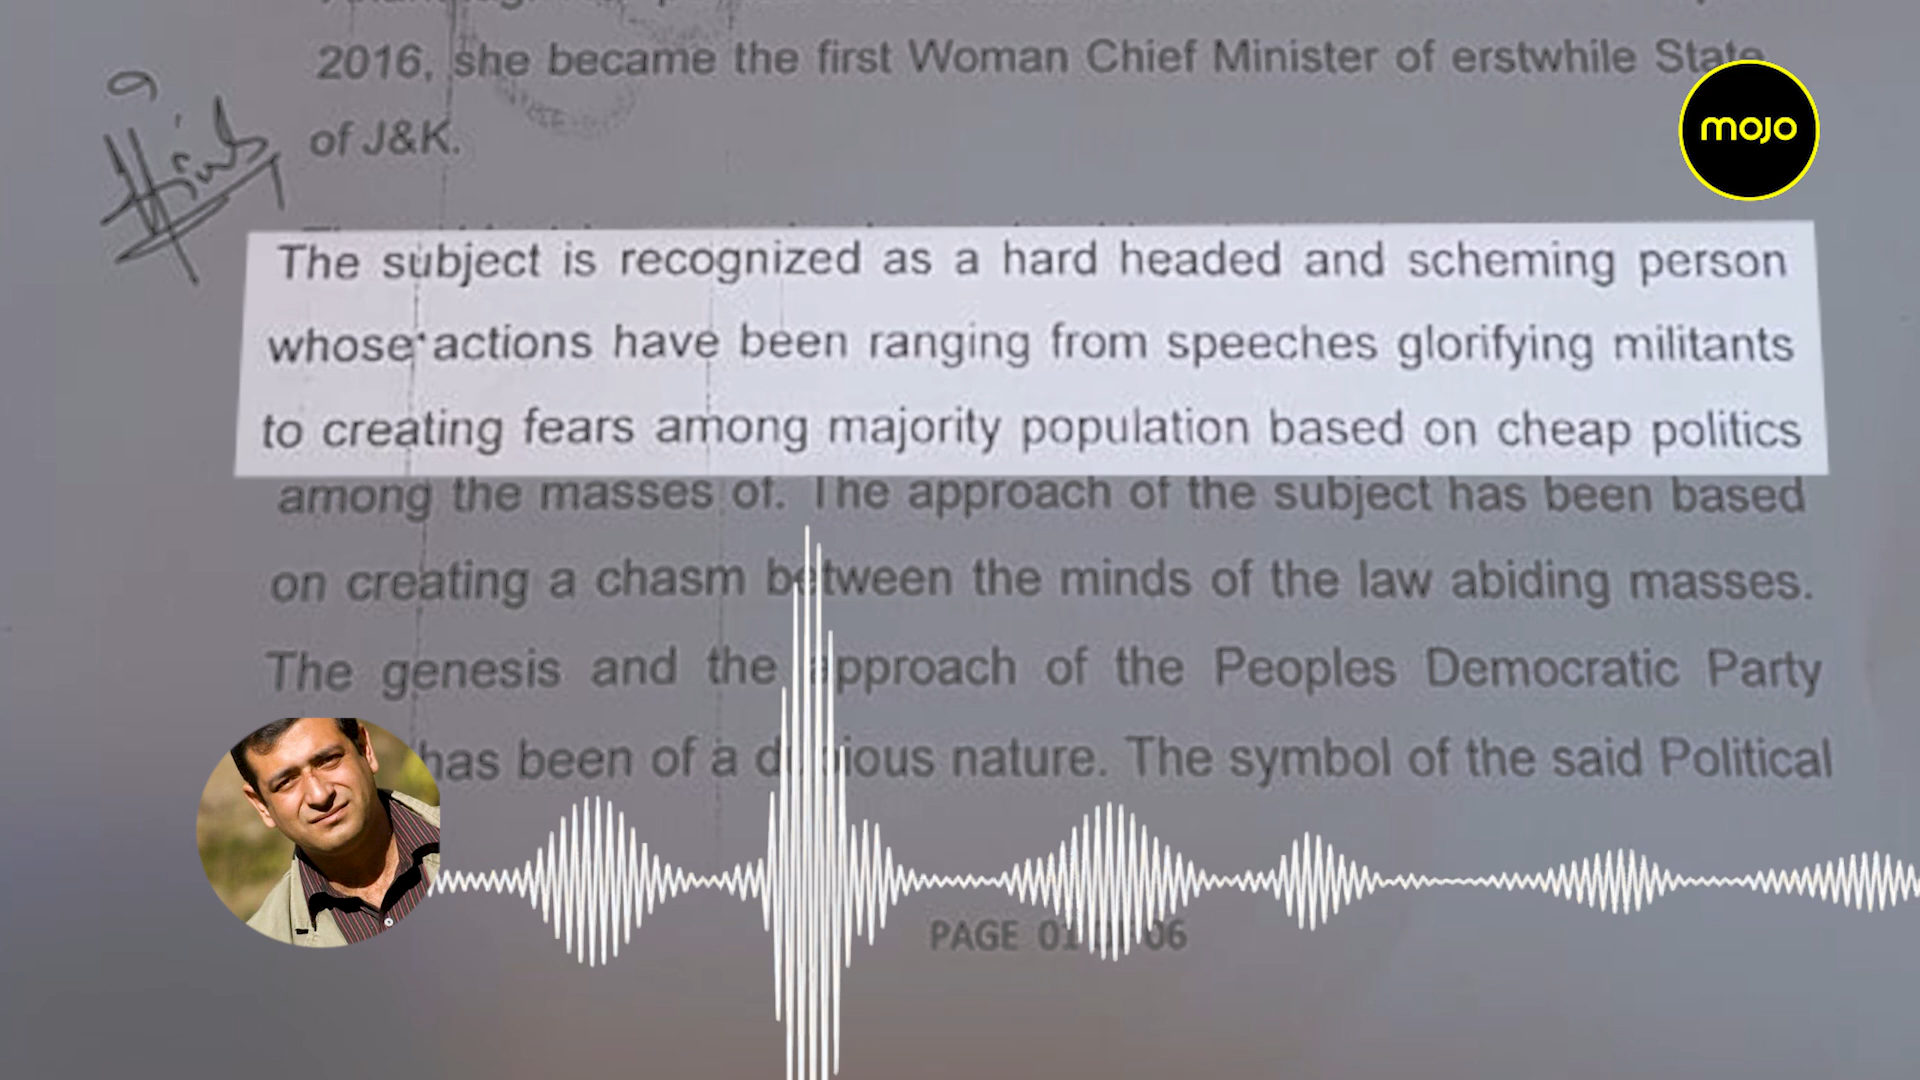 2016, she became the first Woman Chief Minister of erstwhile State
of J&K.
mojo
The subject is recognized as a hard headed and scheming person
whose actions have been ranging from speeches glorifying militants
to creating fears among majority population based on cheap politics
among the masses of. The approach of the subject has been based
on creating a chasm between the minds of the law abiding masses.
The genesis and the approach of the Peoples Democratic Party
has been of a nature. The symbol of the said Political
PAGE 01 06